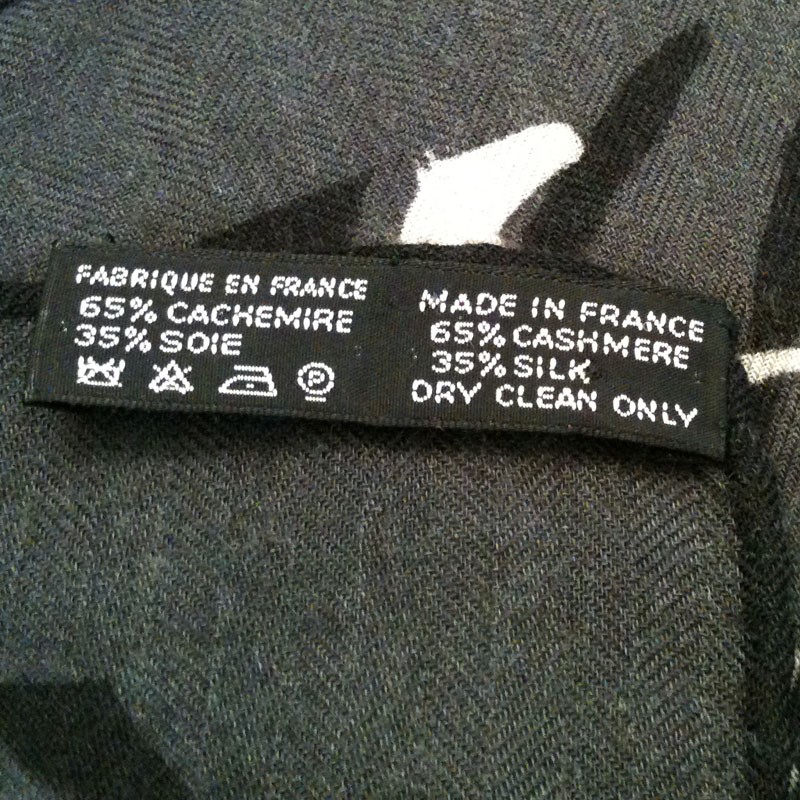 FABRIQUE EN FRANCE
65% CACHEMIRE
35% SOIE
P
MADE IN FRANCE
65% CASHMERE
35% SILK
DRY CLEAN ONLY